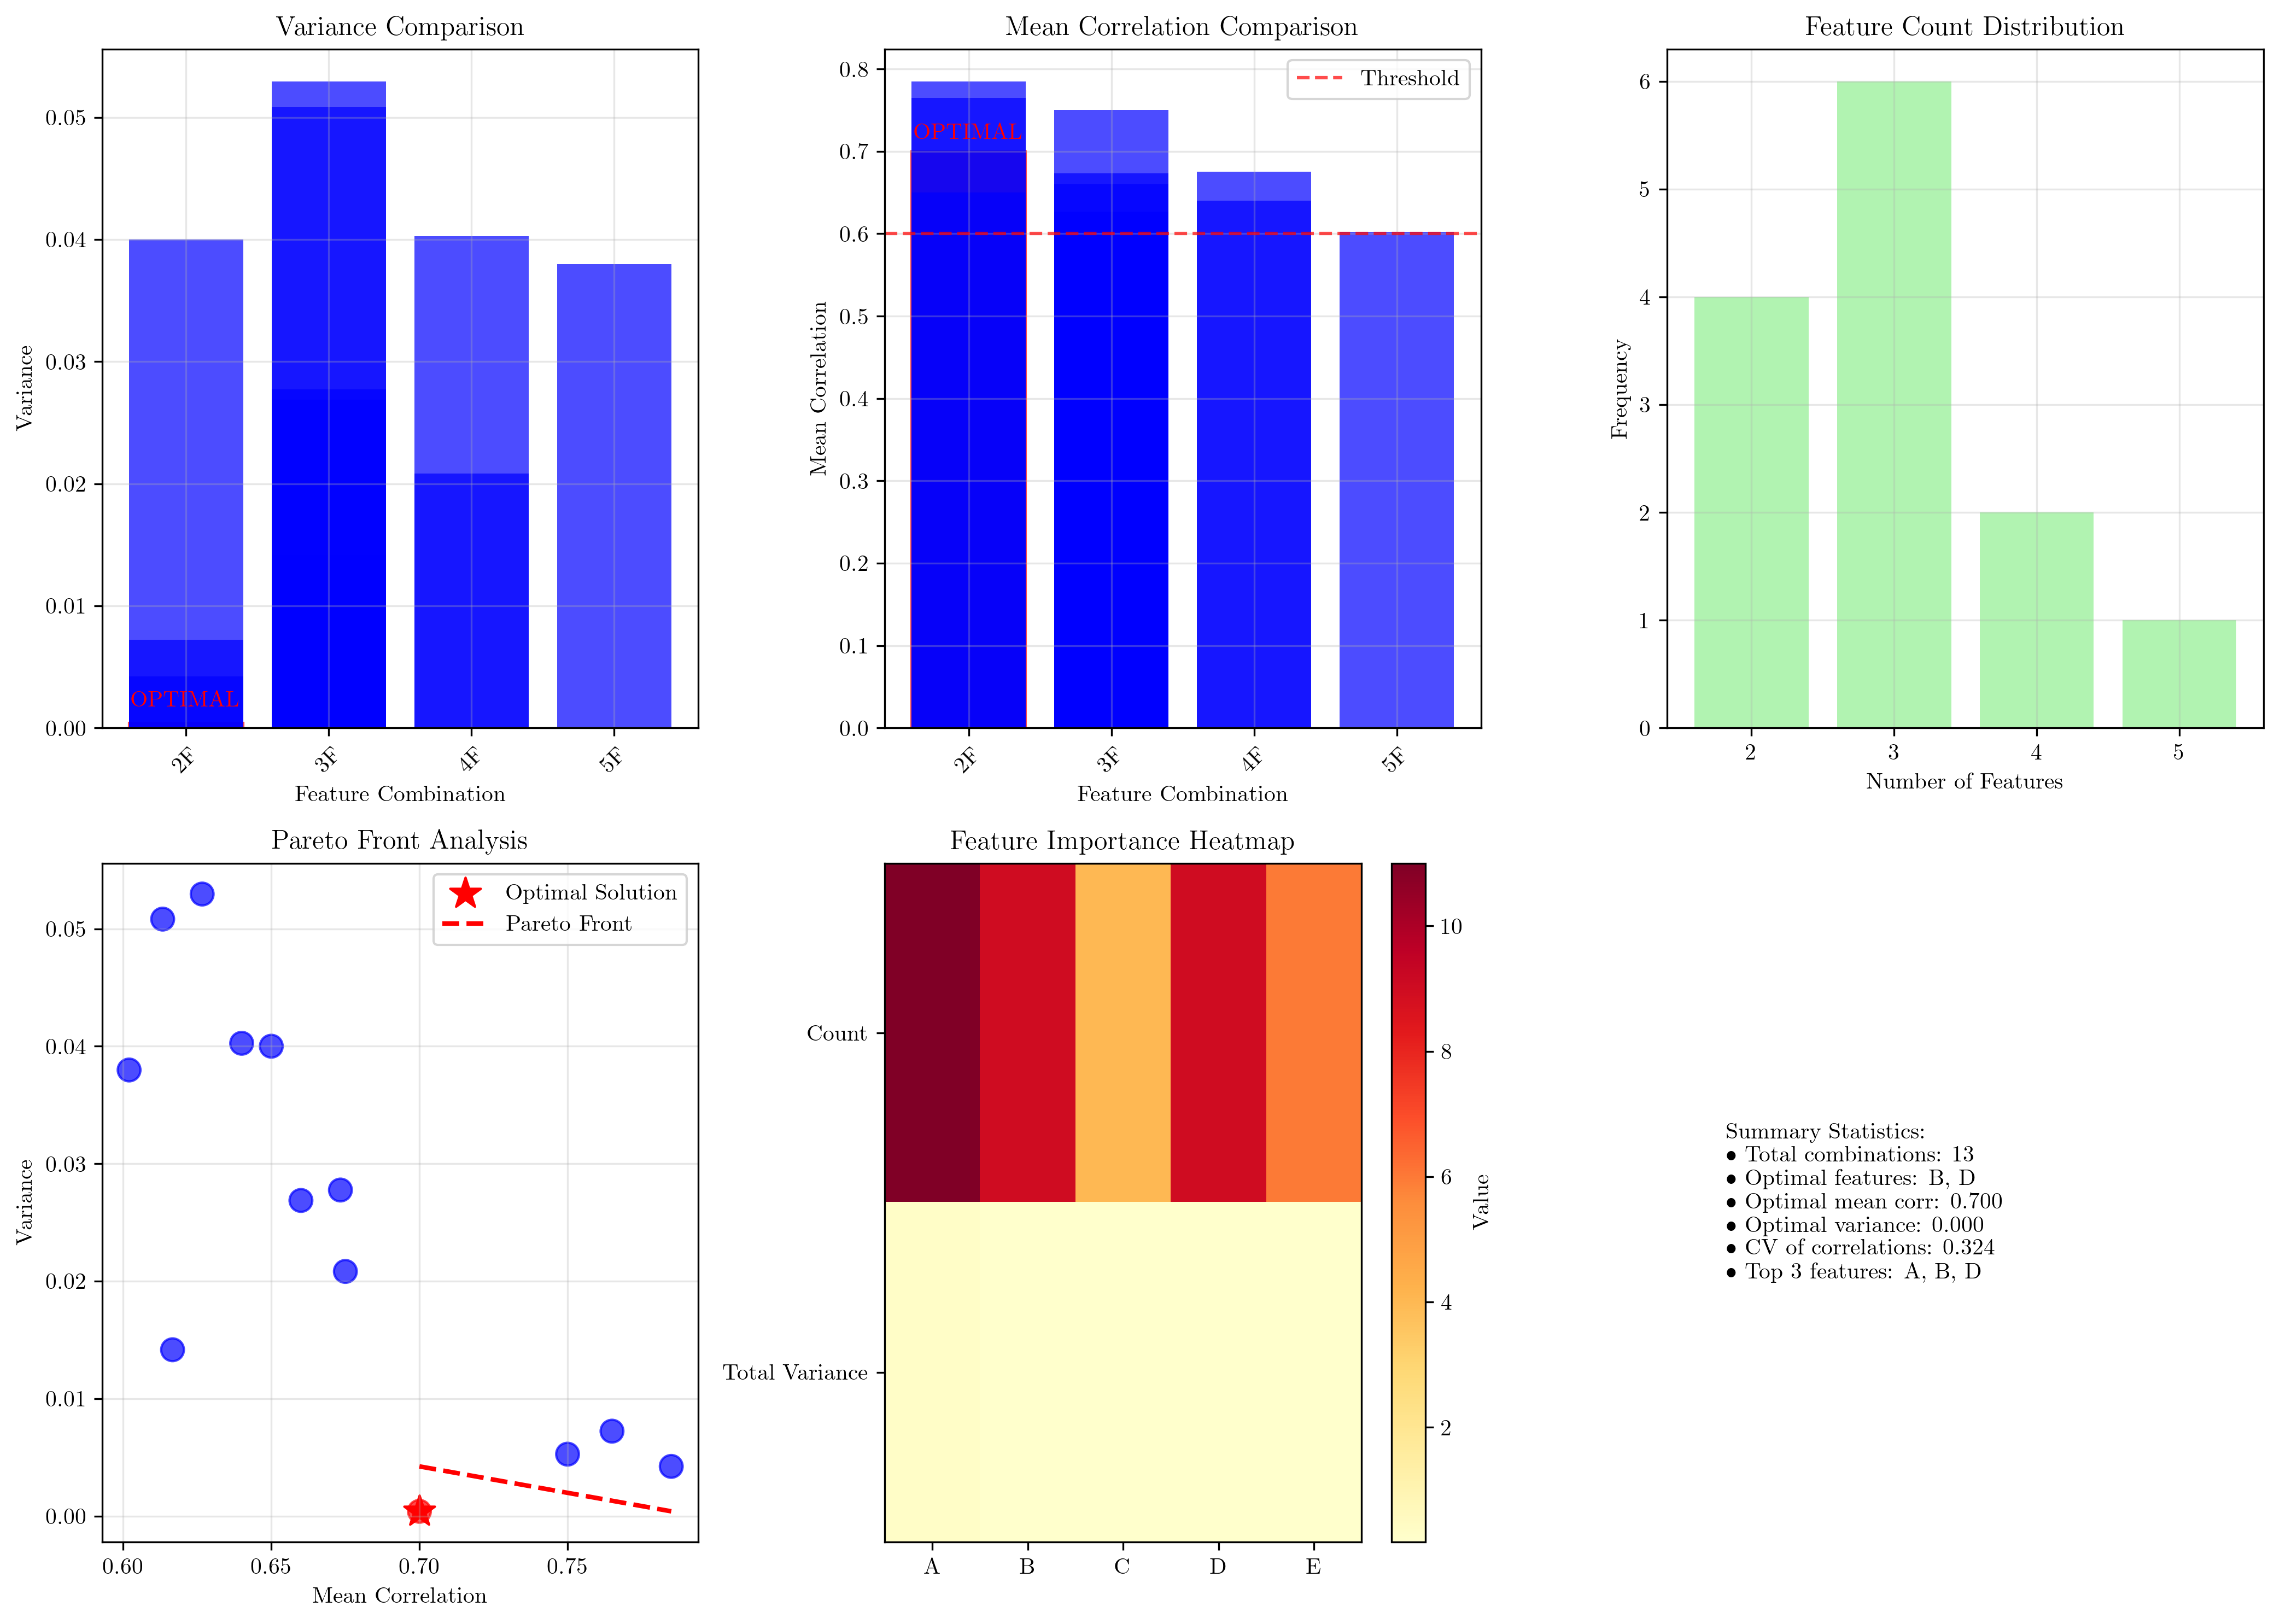 Variance Comparison
0.05
0.04
0.03
0.02
0.01
0.00
Variance
OPTIMAL
2F
3F
4F
5F
Feature Combination
Mean Correlation Comparison
0.8
0.7
0.6
0.5
0.4
0.3
0.2
0.1
0.0
Mean Correlation
Threshold
OPTIMAL
2F
3F
4F
5F
Feature Combination
Feature Count Distribution
6
5
4
3
2
1
0
Frequency
2
3
4
5
Number of Features
Pareto Front Analysis
0.05
0.04
0.03
0.02
0.01
0.00
Variance
Optimal Solution
Pareto Front
0.60
0.65
0.70
0.75
Mean Correlation
Feature Importance Heatmap
Count
Total Variance
A
B
C
D
E
10
8
6
4
2
Value
Summary Statistics:
• Total combinations: 13
• Optimal features: B, D
• Optimal mean corr: 0.700
• Optimal variance: 0.000
• CV of correlations: 0.324
• Top 3 features: A, B, D